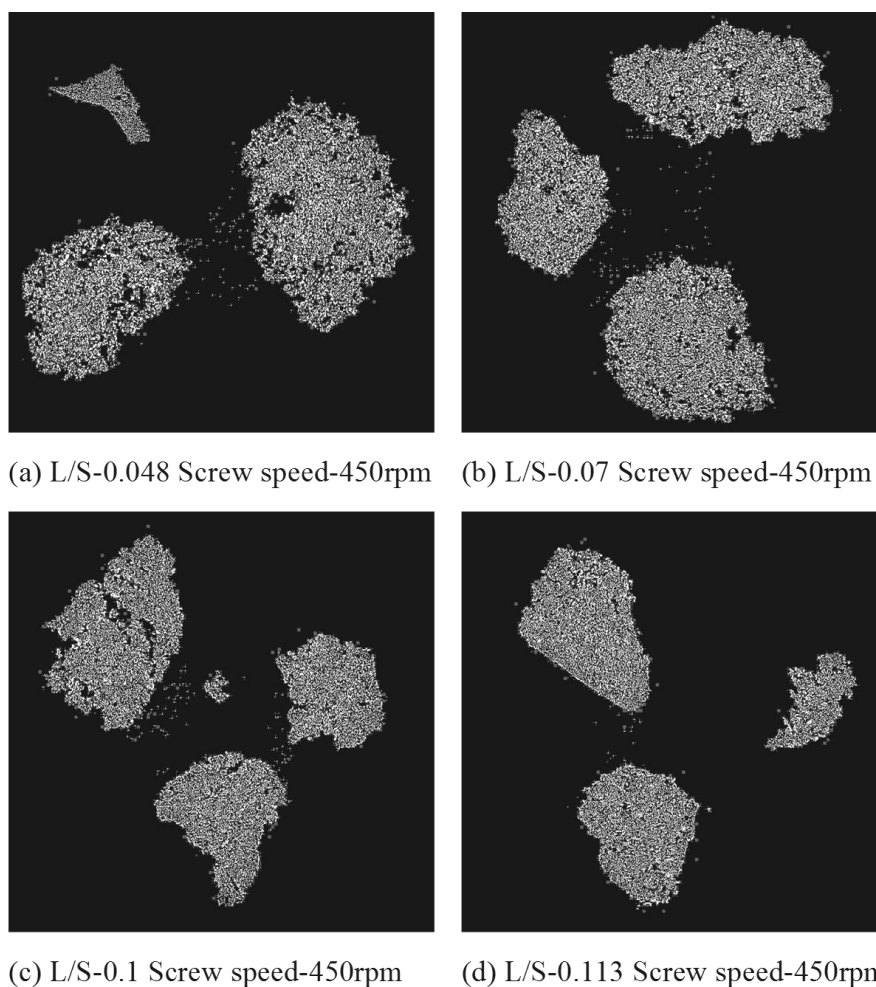 (a) L/S-0.048 Screw speed-450rpm
(b) L/S-0.07 Screw speed-450rpm
(c) L/S-0.1 Screw speed-450rpm
(d) L/S-0.113 Screw speed-450rpm